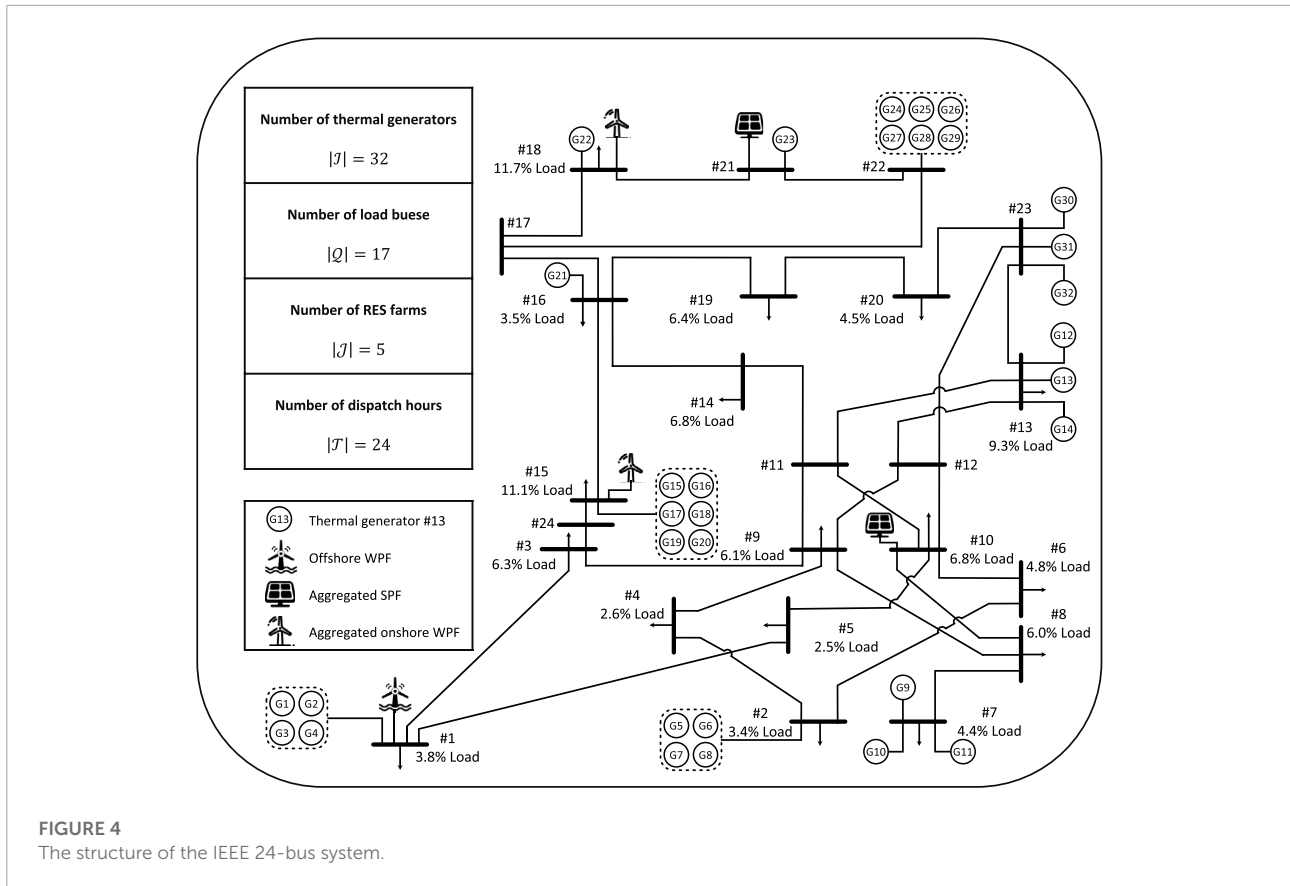 Number of thermal generators
|ℐ| = 32
Number of load buese
|𝒬| = 17
Number of RES farms
|𝒥| = 5
Number of dispatch hours
|𝒯| = 24
G13 Thermal generator #13
Offshore WPF
Aggregated SPF
Aggregated onshore WPF
#18
11.7% Load
G22
#21
G23
#22
G24 G25 G26
G27 G28 G29
#17
#23
G30
G31
G32
G21
#16
3.5% Load
#19
6.4% Load
#20
4.5% Load
G12
G13
G14
#13
9.3% Load
#14
6.8% Load
#11
#12
#15
11.1% Load
#24
#3
6.3% Load
G15 G16
G17 G18
G19 G20
#9
6.1% Load
#10
6.8% Load
#6
4.8% Load
#8
6.0% Load
#4
2.6% Load
#5
2.5% Load
G1 G2
G3 G4
#1
3.8% Load
G5 G6
G7 G8
#2
3.4% Load
G9
G10
G11
#7
4.4% Load
FIGURE 4
The structure of the IEEE 24-bus system.